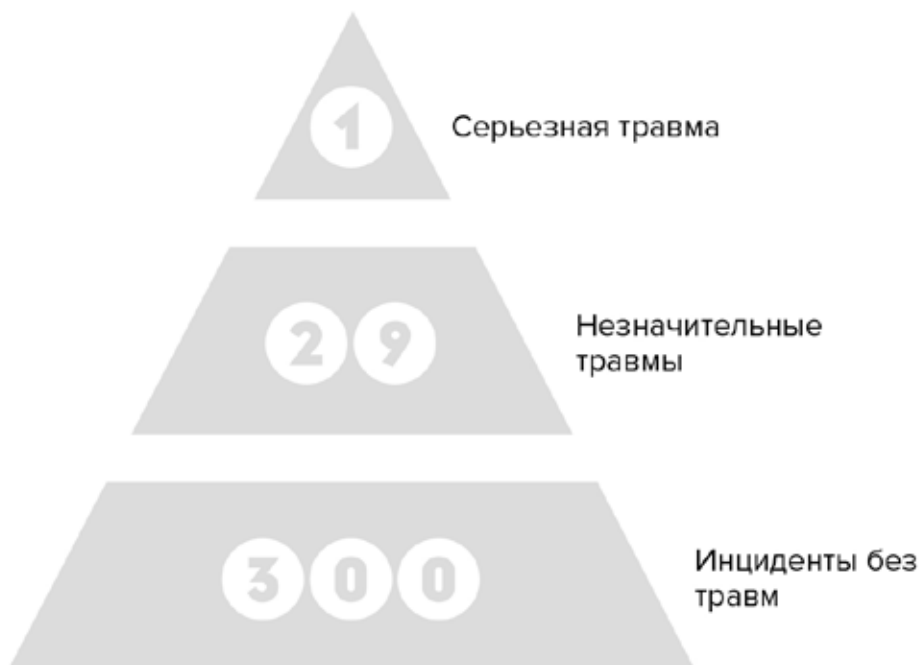 1
Серьезная травма
29
Незначительные
травмы
300
Инциденты без
травм